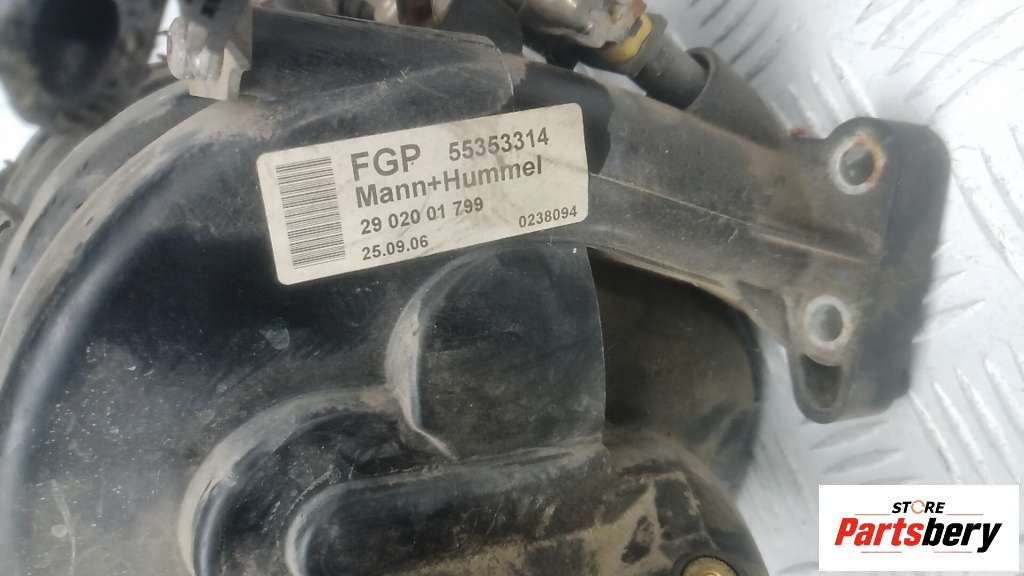 FGP 55353314
Mann+Hummel
29 020 01 799
25.09.06 0238094
STORE
Partsbery